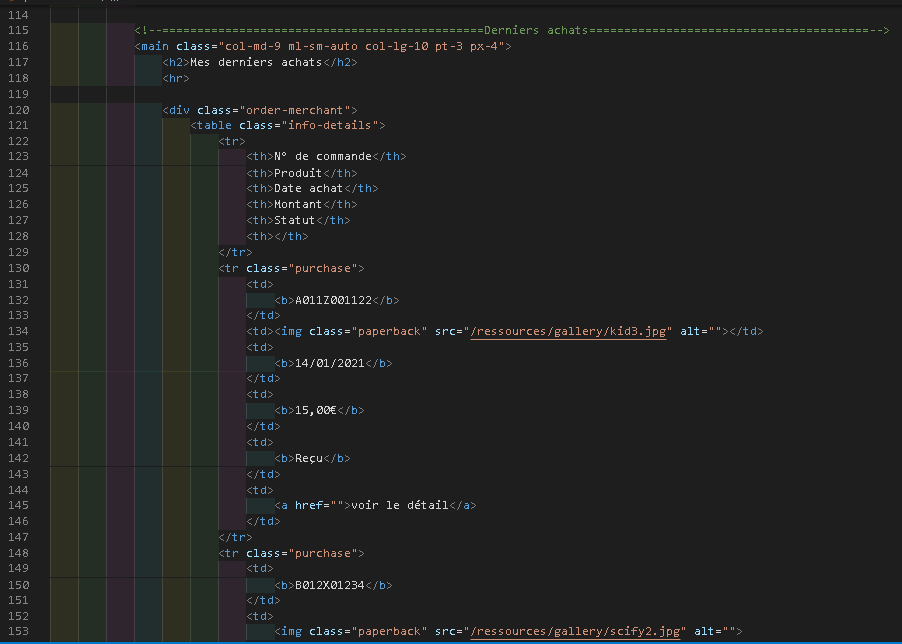 114
115 <!--==============================================Derniers achats========================================-->
116 <main class="col-md-9 ml-sm-auto col-lg-10 pt-3 px-4">
117 <h2>Mes derniers achats</h2>
118 <hr>
119
120 <div class="order-merchant">
121 <table class="info-details">
122 <tr>
123 <th>N° de commande</th>
124 <th>Produit</th>
125 <th>Date achat</th>
126 <th>Montant</th>
127 <th>Statut</th>
128 <th></th>
129 </tr>
130 <tr class="purchase">
131 <td>
132 <b>A011Z001122</b>
133 </td>
134 <td><img class="paperback" src="/ressources/gallery/kid3.jpg" alt=""></td>
135 <td>
136 <b>14/01/2021</b>
137 </td>
138 <td>
139 <b>15,00€</b>
140 </td>
141 <td>
142 <b>Reçu</b>
143 </td>
144 <td>
145 <a href="">voir le détail</a>
146 </td>
147 </tr>
148 <tr class="purchase">
149 <td>
150 <b>B012X01234</b>
151 </td>
152 <td>
153 <img class="paperback" src="/ressources/gallery/scify2.jpg" alt="">